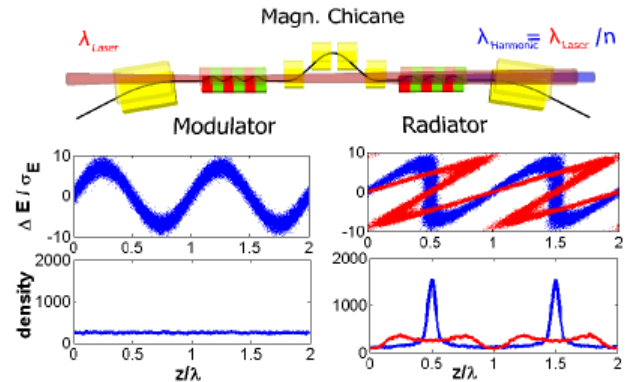 Magn. Chicane
λLaser
λHarmonic = λLaser /n
Modulator
Radiator
Δ E / σE
10
0
-10
0 0.5 1 1.5 2
10
0
-10
0 0.5 1 1.5 2
density
2000
1000
0
0 0.5 1 1.5 2
z/λ
2000
1000
0
0 0.5 1 1.5 2
z/λ